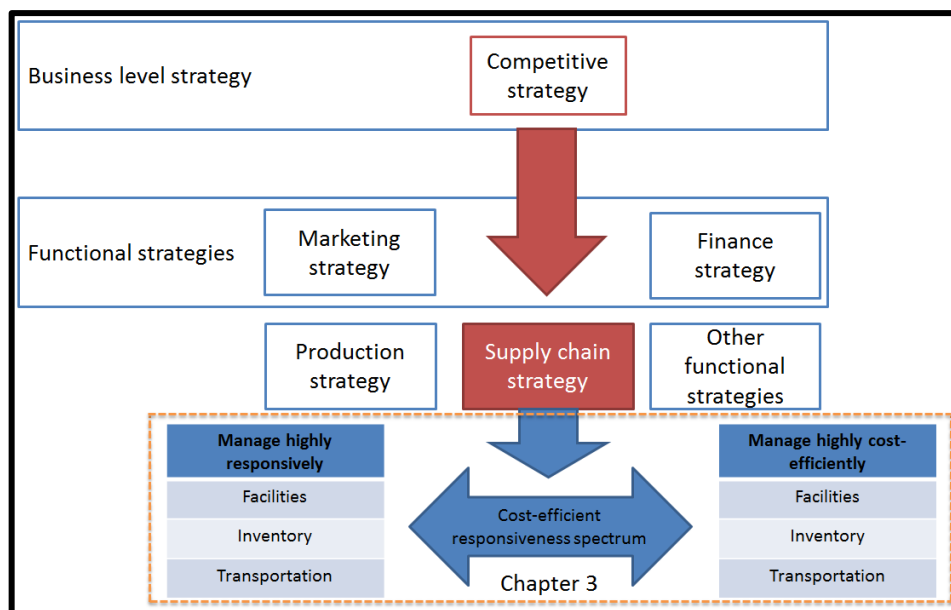 Business level strategy
Competitive
strategy
Functional strategies
Marketing
strategy
Finance
strategy
Production
strategy
Supply chain
strategy
Other
functional
strategies
Manage highly
responsively
Facilities
Inventory
Transportation
Cost-efficient
responsiveness spectrum
Chapter 3
Manage highly cost-
efficiently
Facilities
Inventory
Transportation